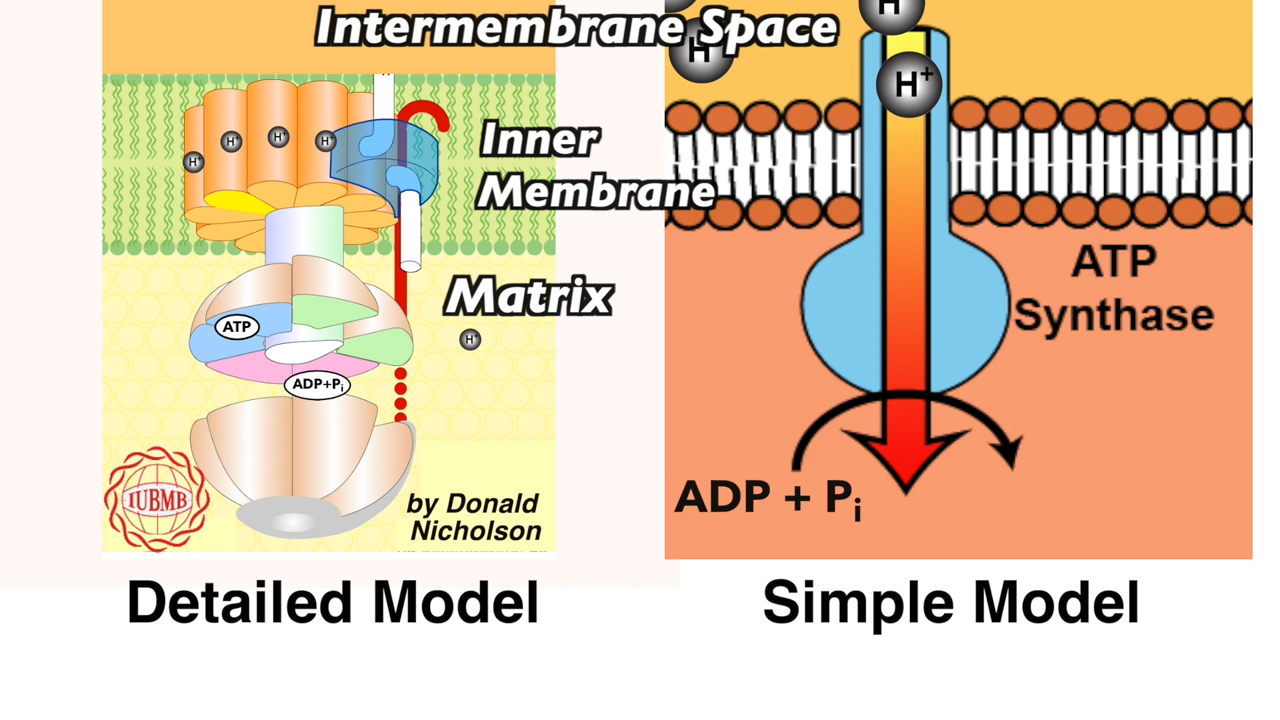 Intermembrane Space
H
H
H+
H+
H+
H+
H+
Inner
Membrane
ATP
Synthase
Matrix
ATP
H+
ADP+Pi
IUBMB
by Donald
Nicholson
ADP + Pi
Detailed Model
Simple Model